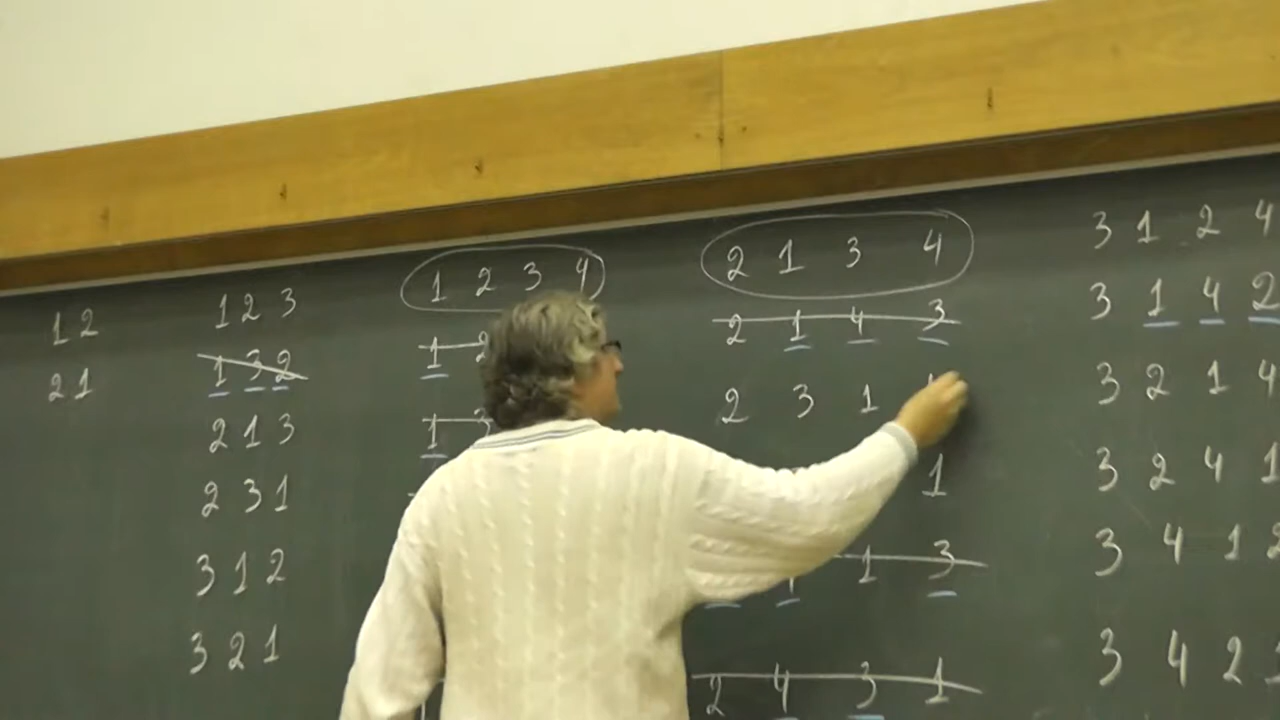 1 2
2 1
1 2 3
1 3 2
2 1 3
2 3 1
3 1 2
3 2 1
1 2 3 4
1 2
1 3
2 1 3 4
2 1 4 3
2 3 1
1
1 3
2 4 3 1
3 1 2 4
3 1 4 2
3 2 1 4
3 2 4 1
3 4 1 2
3 4 2